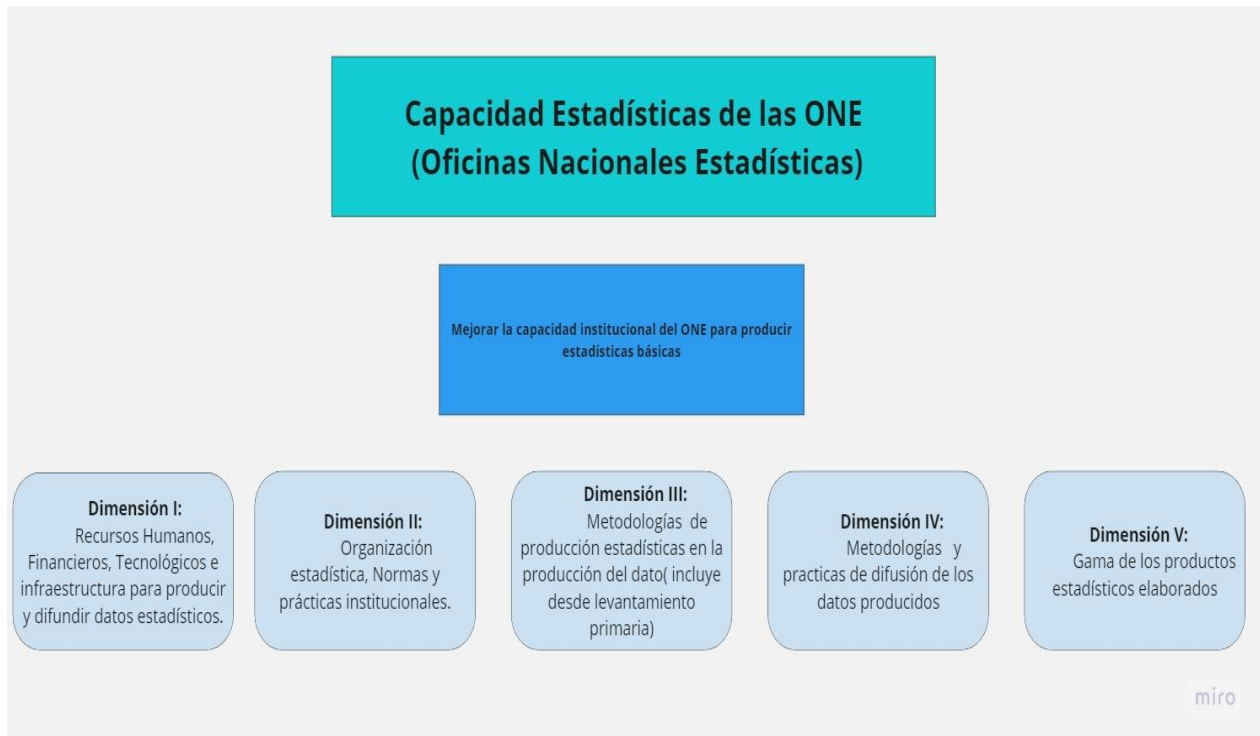 Capacidad Estadísticas de las ONE
(Oficinas Nacionales Estadísticas)
Mejorar la capacidad institucional del ONE para producir
estadísticas básicas
Dimensión I:
Recursos Humanos,
Financieros, Tecnológicos e
infraestructura para producir
y difundir datos estadísticos.
Dimensión II:
Organización
estadística, Normas y
prácticas institucionales.
Dimensión III:
Metodologías de
producción estadísticas en la
producción del dato( incluye
desde levantamiento
primaria)
Dimensión IV:
Metodologías y
practicas de difusión de los
datos producidos
Dimensión V:
Gama de los productos
estadísticos elaborados
miro